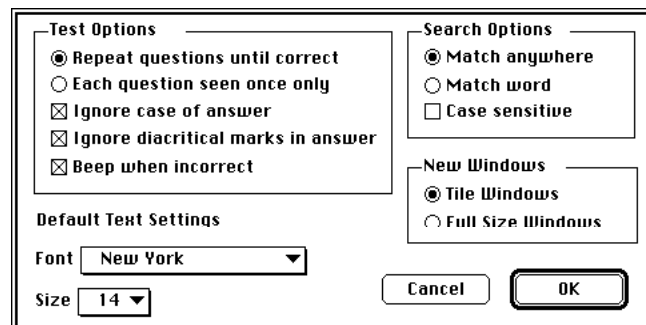 Test Options
Repeat questions until correct
Each question seen once only
Ignore case of answer
Ignore diacritical marks in answer
Beep when incorrect
Default Text Settings
Font New York
Size 14
Search Options
Match anywhere
Match word
Case sensitive
New Windows
Tile Windows
Full Size Windows
Cancel OK